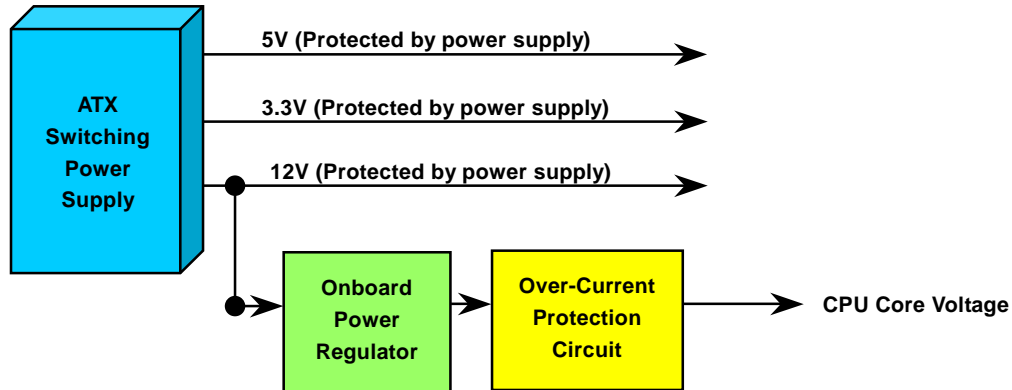 5V (Protected by power supply)
3.3V (Protected by power supply)
12V (Protected by power supply)
ATX
Switching
Power
Supply
Onboard
Power
Regulator
Over-Current
Protection
Circuit
CPU Core Voltage